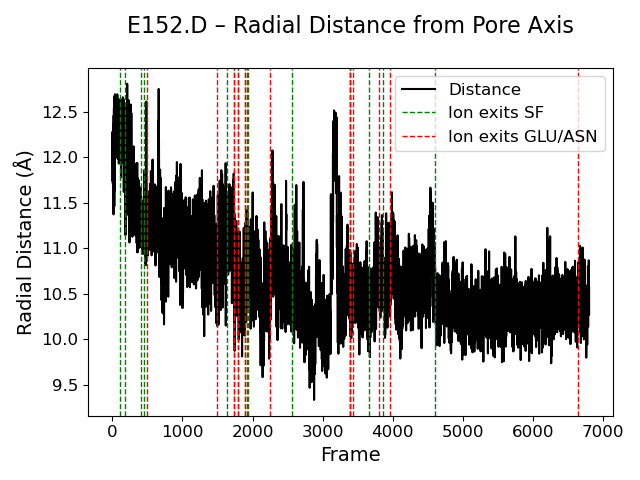 E152.D – Radial Distance from Pore Axis
Distance
Ion exits SF
Ion exits GLU/ASN
Radial Distance (Å)
12.5
12.0
11.5
11.0
10.5
10.0
9.5
0 1000 2000 3000 4000 5000 6000 7000
Frame